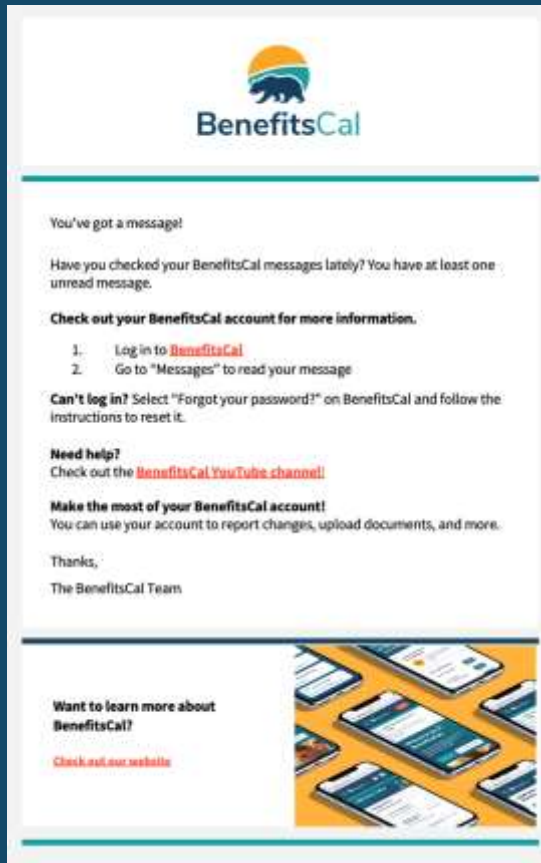 BenefitsCal
You've got a message!
Have you checked your BenefitsCal messages lately? You have at least one
unread message.
Check out your BenefitsCal account for more information.
1. Log in to BenefitsCal
2. Go to "Messages" to read your message
Can't log in? Select "Forgot your password?" on BenefitsCal and follow the
instructions to reset it.
Need help?
Check out the BenefitsCal YouTube channel!
Make the most of your BenefitsCal account!
You can use your account to report changes, upload documents, and more.
Thanks,
The BenefitsCal Team
Want to learn more about
BenefitsCal?
Check out our website